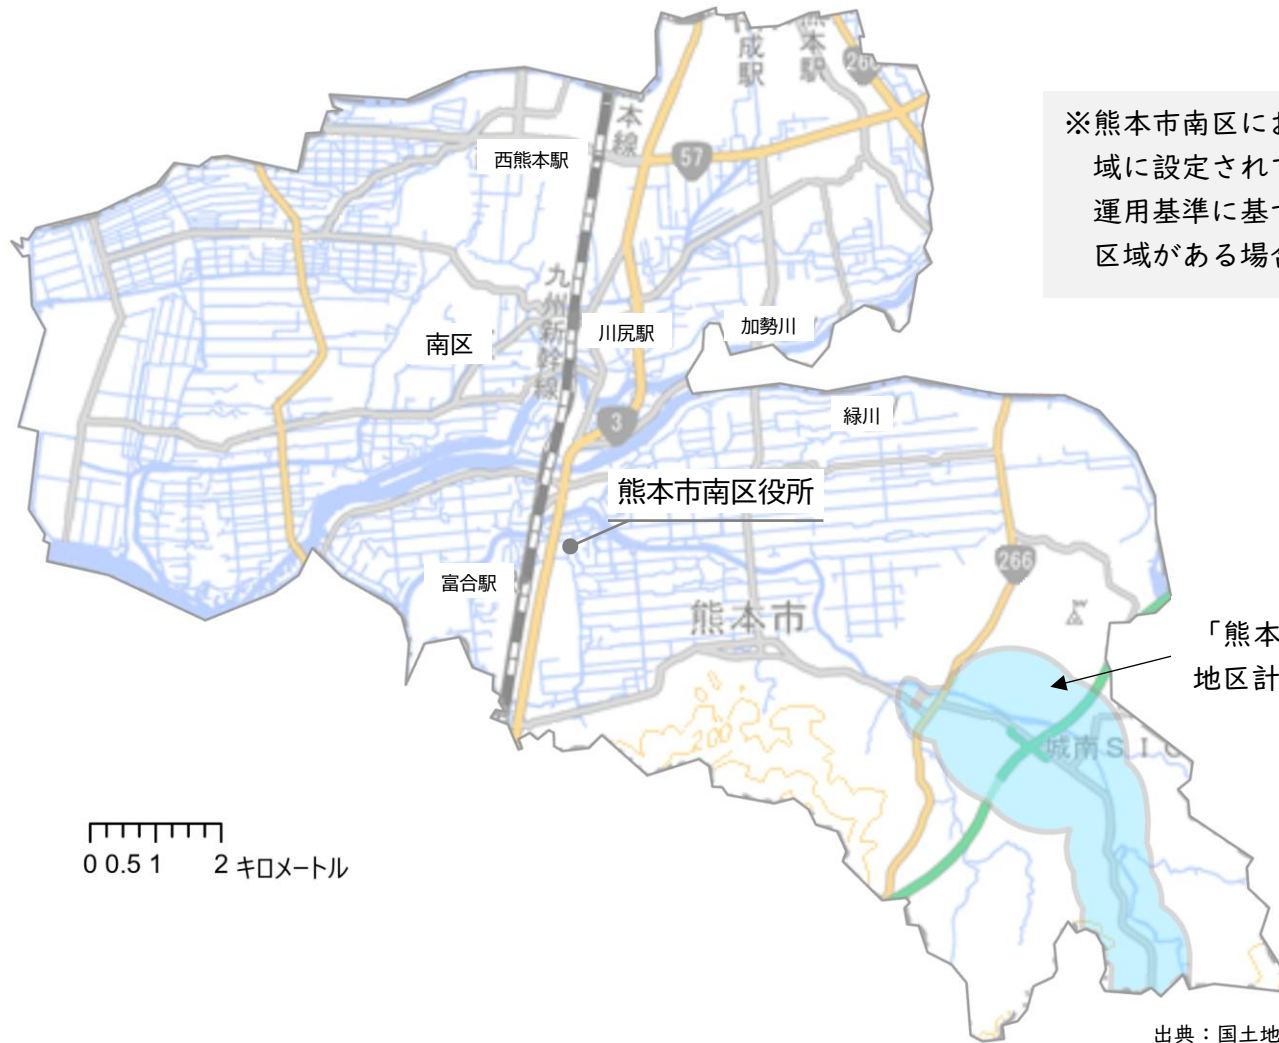 成駅
本駅
266
※熊本市南区にお
域に設定されて
運用基準に基づ
区域がある場合
本線
57
西熊本駅
九州新幹線
川尻駅
加勢川
南区
3
緑川
熊本市南区役所
266
富合駅
熊本市
「熊本
地区計
200
城南SIC
0 0.5 1 2 キロメートル
出典：国土地